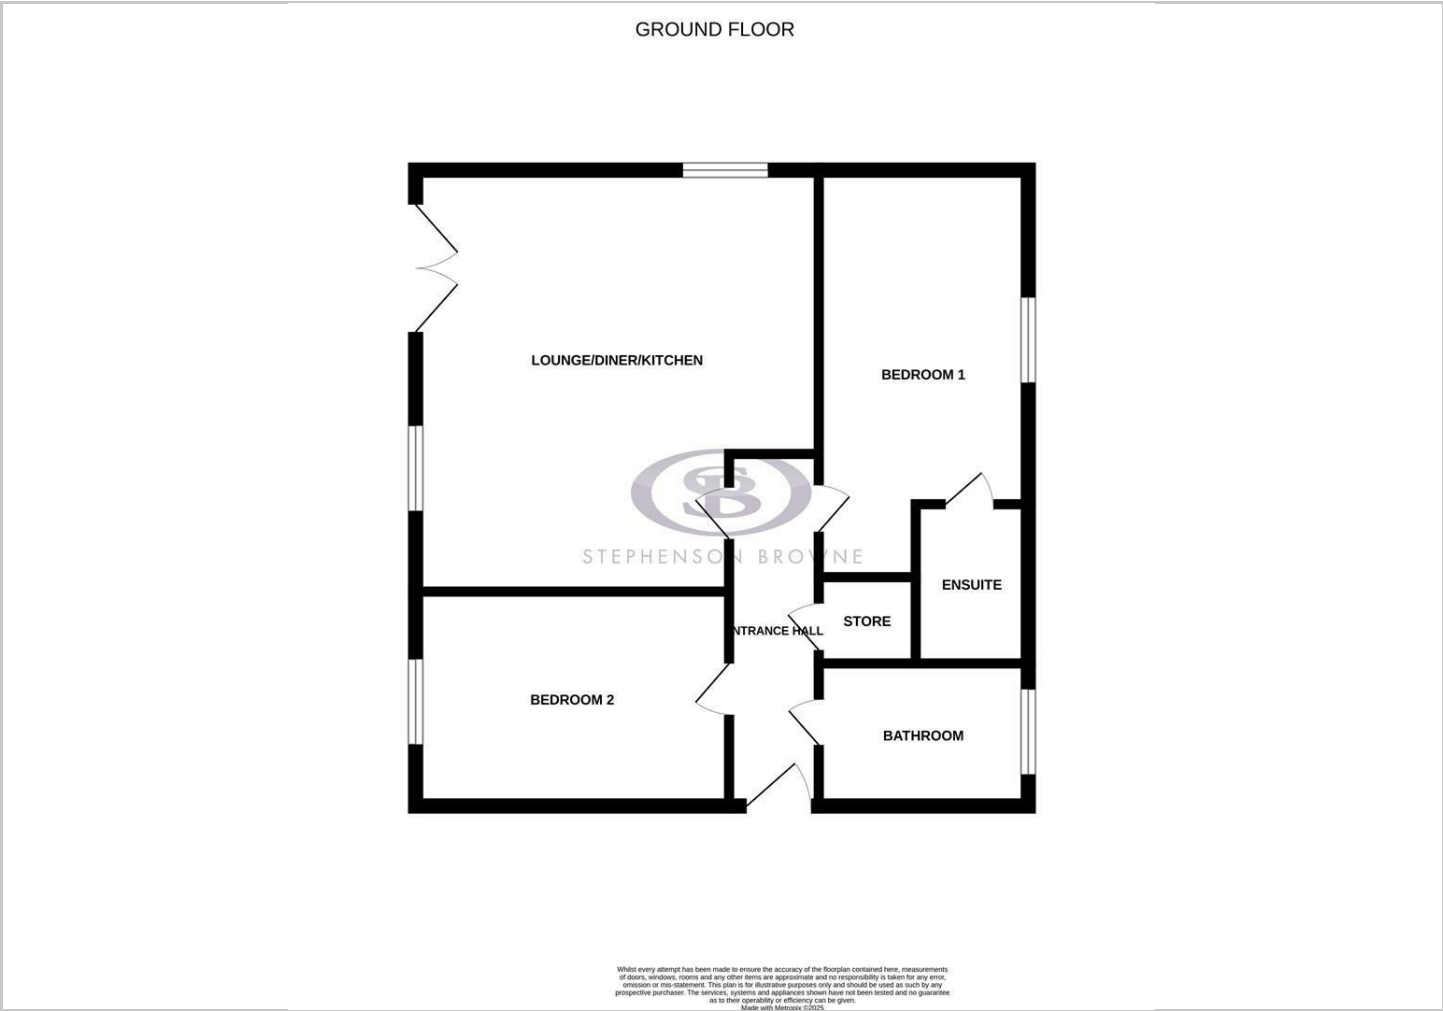 GROUND FLOOR
LOUNGE/DINER/KITCHEN
BEDROOM 1
SB
STEPHENSON BROWNE
ENSUITE
STORE
NTRANCE HALL
BEDROOM 2
BATHROOM
Whilst every attempt has been made to ensure the accuracy of the floorplan contained here, measurements
of doors, windows, rooms and any other items are approximate and no responsibility is taken for any error,
omission or mis-statement. This plan is for illustrative purposes only and should be used as such by any
prospective purchaser. The services, systems and appliances shown have not been tested and no guarantee
as to their operability or efficiency can be given.
Made with Metropix ©2025